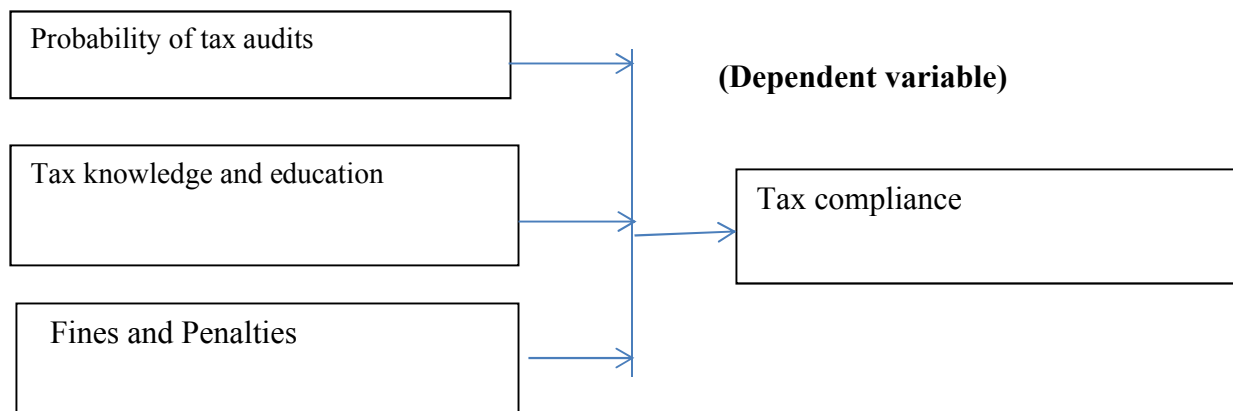 Probability of tax audits
(Dependent variable)
Tax knowledge and education
Tax compliance
Fines and Penalties